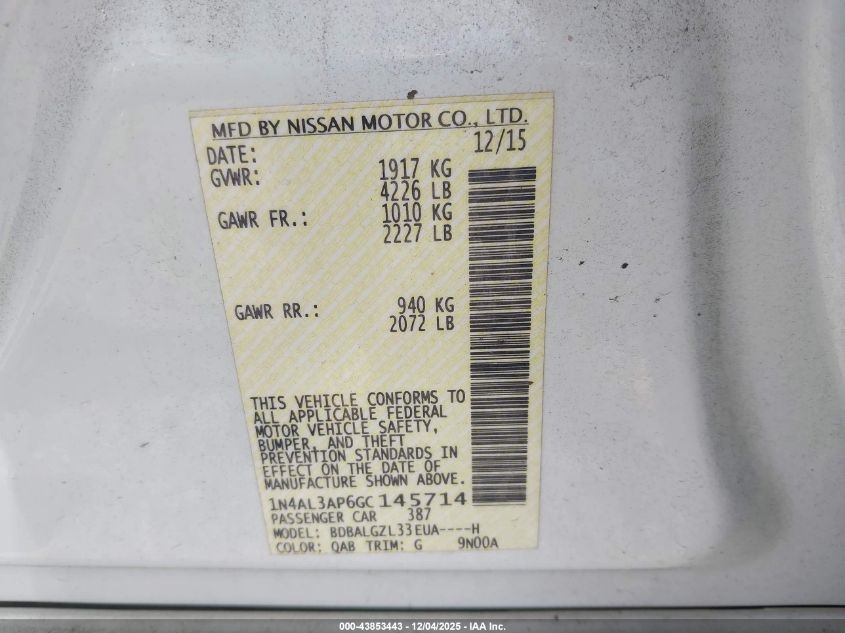 MFD BY NISSAN MOTOR CO., LTD.
DATE: 12/15
GVWR: 1917 KG
4226 LB
GAWR FR.: 1010 KG
2227 LB
GAWR RR.: 940 KG
2072 LB
THIS VEHICLE CONFORMS TO
ALL APPLICABLE FEDERAL
MOTOR VEHICLE SAFETY,
BUMPER, AND THEFT
PREVENTION STANDARDS IN
EFFECT ON THE DATE OF
MANUFACTURE SHOWN ABOVE.
1N4AL3AP6GC145714
PASSENGER CAR 387
MODEL: BDBALGZL33EUA----H
COLOR: QAB TRIM: G 9N00A
000-43853443 - 12/04/2025 - IAA Inc.